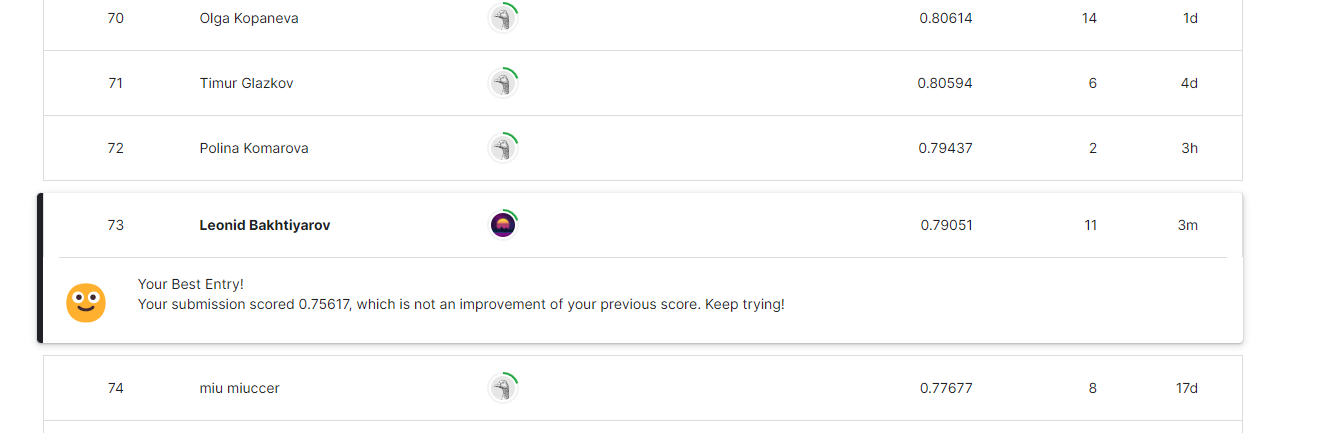 70 Olga Kopaneva 0.80614 14 1d
71 Timur Glazkov 0.80594 6 4d
72 Polina Komarova 0.79437 2 3h
73 Leonid Bakhtiyarov 0.79051 11 3m
Your Best Entry!
Your submission scored 0.75617, which is not an improvement of your previous score. Keep trying!
74 miu miuccer 0.77677 8 17d